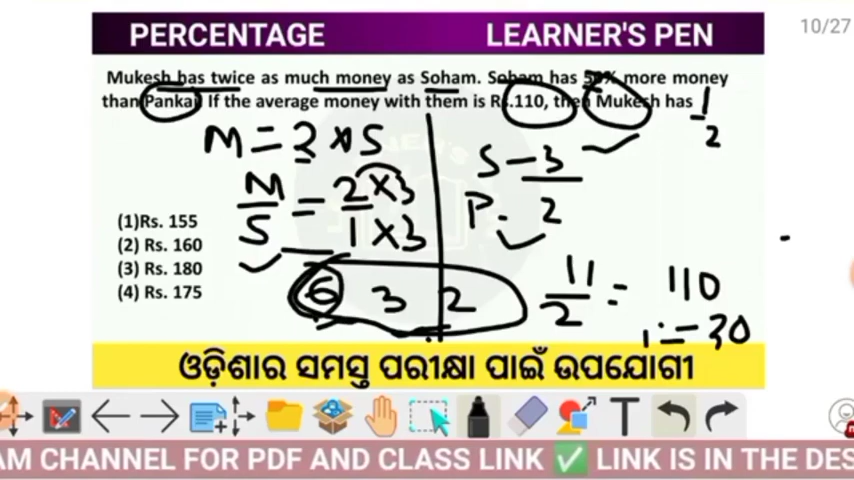 10/27
PERCENTAGE LEARNER'S PEN
Mukesh has twice as much money as Soham. Soham has 50% more money
than Pankaj If the average money with them is Rs.110, then Mukesh has
1/2
M = 2 × S
S - 3
M/S = 2 × 3 / 1 × 3
P - 2
(1)Rs. 155
(2) Rs. 160
(3) Rs. 180
(4) Rs. 175
6 3 2
11/2 = 110
1 = 30
ଓଡ଼ିଶାର ସମସ୍ତ ପରୀକ୍ଷା ପାଇଁ ଉପଯୋଗୀ
AM CHANNEL FOR PDF AND CLASS LINK ✅ LINK IS IN THE DES